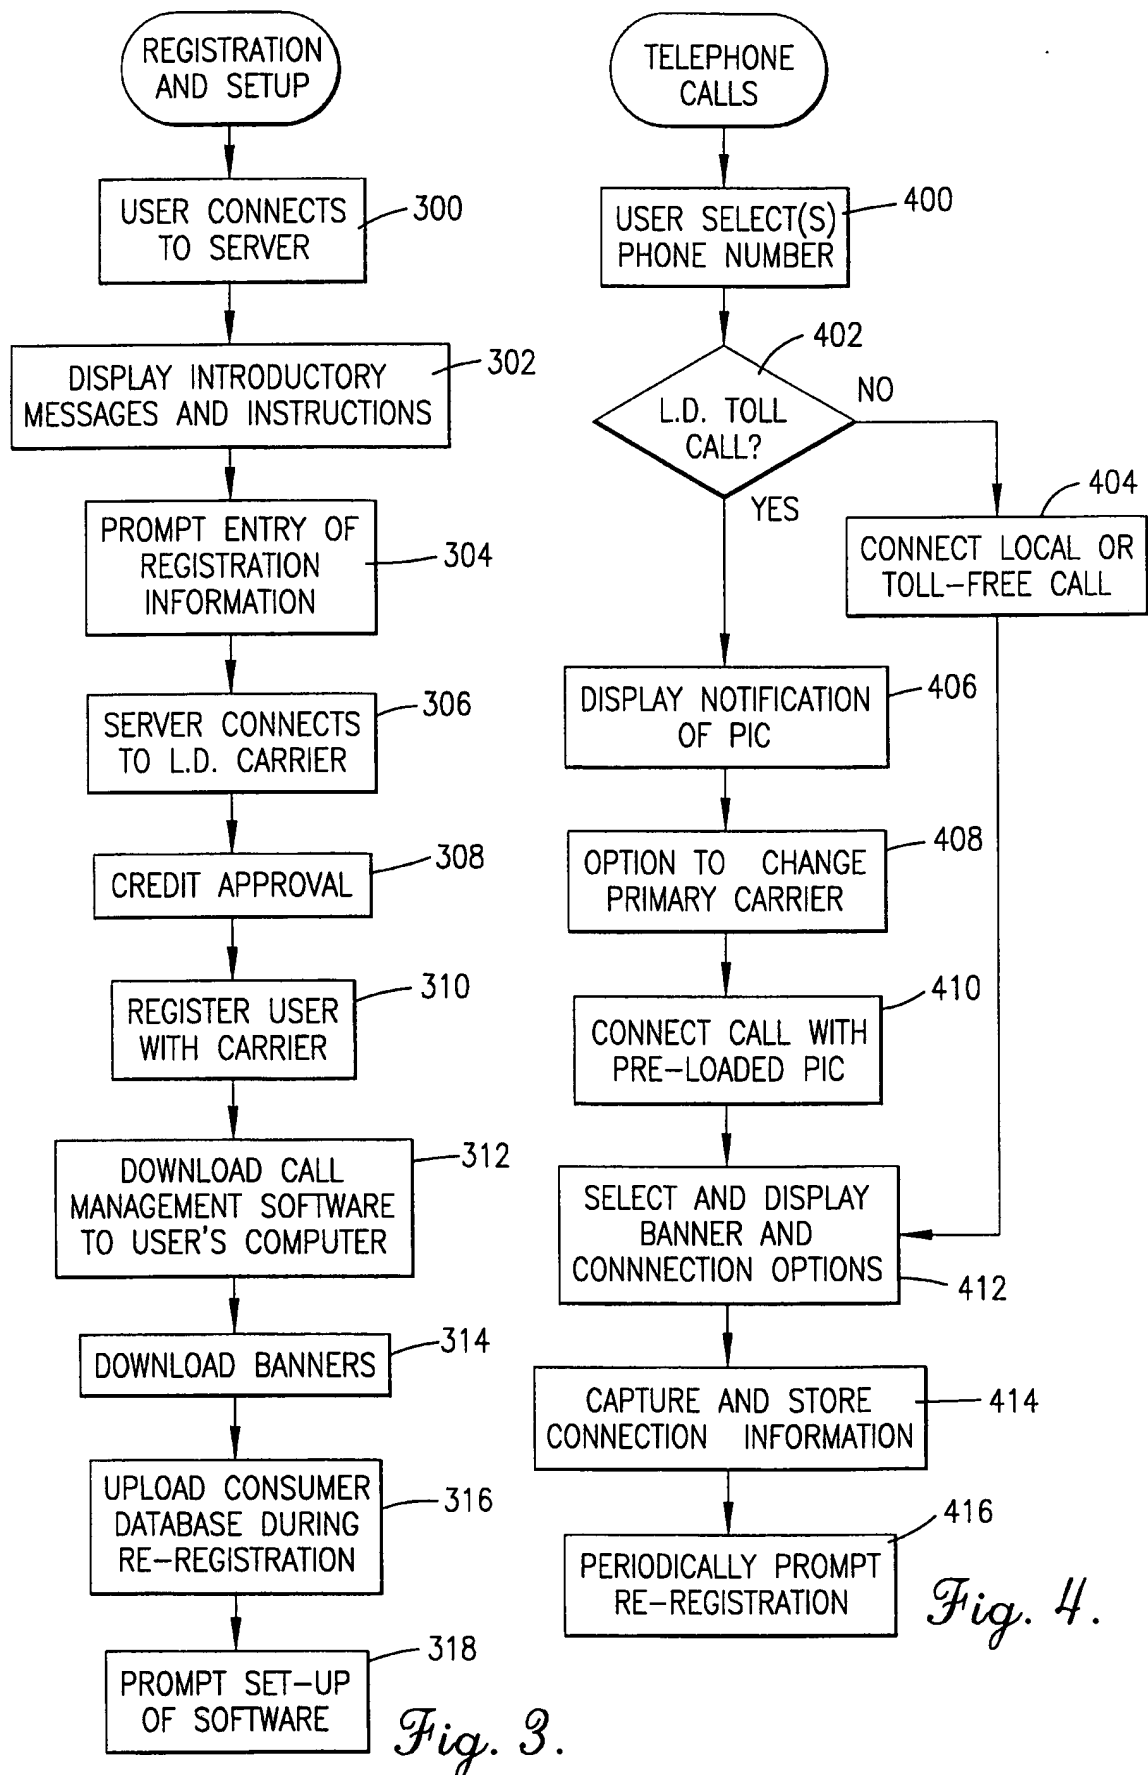 REGISTRATION
AND SETUP
USER CONNECTS
TO SERVER
300
DISPLAY INTRODUCTORY
MESSAGES AND INSTRUCTIONS
302
PROMPT ENTRY OF
REGISTRATION
INFORMATION
304
SERVER CONNECTS
TO L.D. CARRIER
306
CREDIT APPROVAL
308
REGISTER USER
WITH CARRIER
310
DOWNLOAD CALL
MANAGEMENT SOFTWARE
TO USER'S COMPUTER
312
DOWNLOAD BANNERS
314
UPLOAD CONSUMER
DATABASE DURING
RE-REGISTRATION
316
PROMPT SET-UP
OF SOFTWARE
318
Fig. 3.
TELEPHONE
CALLS
USER SELECT(S)
PHONE NUMBER
400
L.D. TOLL
CALL?
402
NO
YES
CONNECT LOCAL OR
TOLL-FREE CALL
404
DISPLAY NOTIFICATION
OF PIC
406
OPTION TO CHANGE
PRIMARY CARRIER
408
CONNECT CALL WITH
PRE-LOADED PIC
410
SELECT AND DISPLAY
BANNER AND
CONNNECTION OPTIONS
412
CAPTURE AND STORE
CONNECTION INFORMATION
414
PERIODICALLY PROMPT
RE-REGISTRATION
416
Fig. 4.